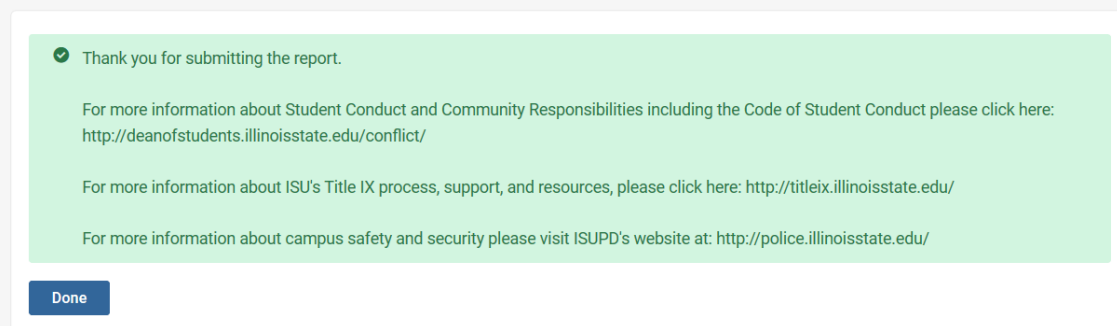 Thank you for submitting the report.
For more information about Student Conduct and Community Responsibilities including the Code of Student Conduct please click here:
http://deanofstudents.illinoisstate.edu/conflict/
For more information about ISU's Title IX process, support, and resources, please click here: http://titleix.illinoisstate.edu/
For more information about campus safety and security please visit ISUPD's website at: http://police.illinoisstate.edu/
Done